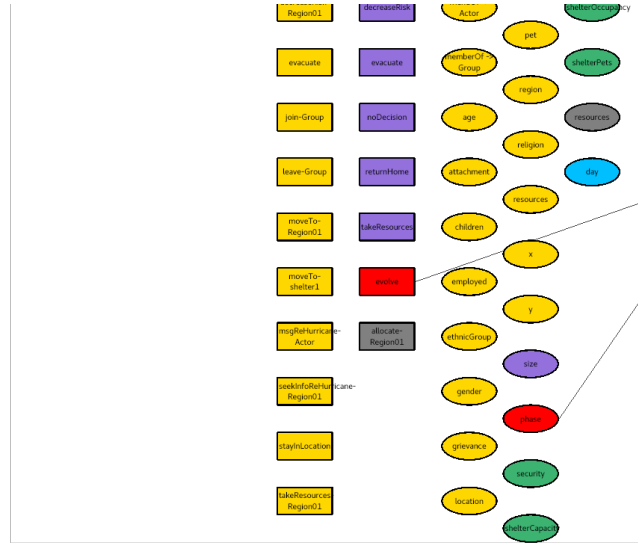 Region01
decreaseRisk
Actor
shelterOccupancy
pet
evacuate
evacuate
memberOf ->
Group
shelterPets
region
join-Group
noDecision
age
resources
religion
leave-Group
returnHome
attachment
day
resources
moveTo-
Region01
takeResources
children
x
moveTo-
shelter1
evolve
employed
y
msgReHurricane-
Actor
allocate-
Region01
ethnicGroup
size
seekInfoReHurricane-
Region01
gender
phase
stayInLocation
grievance
security
takeResources
Region01
location
shelterCapacity